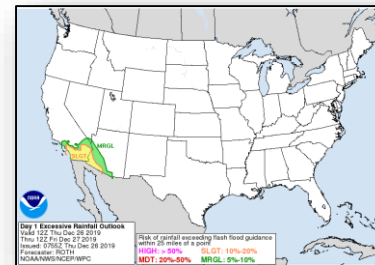 MRGL
SLGT
NOAA
Day 1 Excessive Rainfall Outlook
Valid 12Z Thu Dec 26 2019
Thru 12Z Fri Dec 27 2019
Issued: 0755Z Thu Dec 26 2019
Forecaster: ROTH
NOAA/NWS/NCEP/WPC
Risk of rainfall exceeding flash flood guidance
within 25 miles of a point
HIGH: > 50% SLGT: 10%-20%
MDT: 20%-50% MRGL: 5%-10%